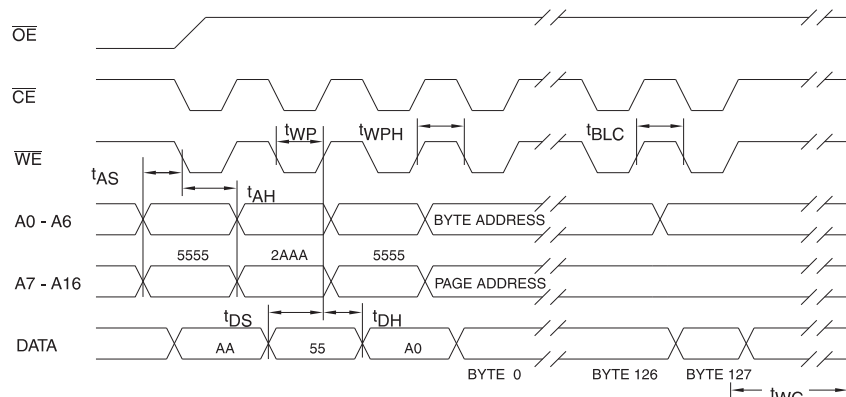 OE
CE
tWP tWPH tBLC
WE
tAS
tAH
A0 - A6 BYTE ADDRESS
5555 2AAA 5555
A7 - A16 PAGE ADDRESS
tDS tDH
DATA AA 55 A0
BYTE 0 BYTE 126 BYTE 127
tWC